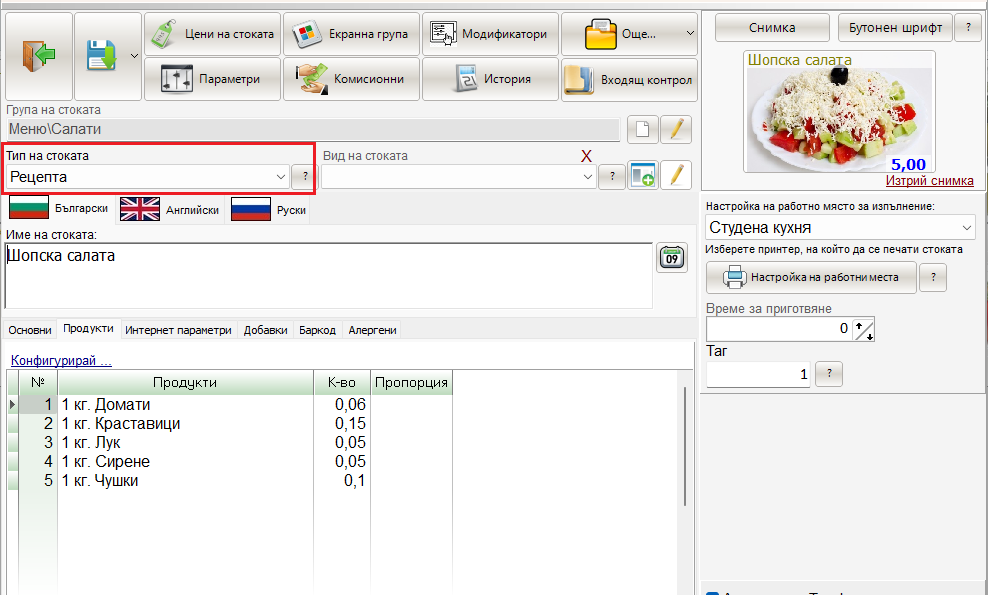 Цени на стоката
Екранна група
Модификатори
Още...
Параметри
Комисионни
История
Входящ контрол
Снимка
Бутонен шрифт
?
Шопска салата
5,00
Изтрий снимка
Група на стоката
Меню\Салати
Тип на стоката
Рецепта
?
Вид на стоката
X
?
Български
Английски
Руски
Име на стоката:
Шопска салата
09
Настройка на работно място за изпълнение:
Студена кухня
Изберете принтер, на който да се печати стоката
Настройка на работни места
?
Време за приготвяне
0
Таг
1
?
Основни
Продукти
Интернет параметри
Добавки
Баркод
Алергени
Конфигурирай ...
№ Продукти К-во Пропорция
1 1 кг. Домати 0,06
2 1 кг. Краставици 0,15
3 1 кг. Лук 0,05
4 1 кг. Сирене 0,05
5 1 кг. Чушки 0,1